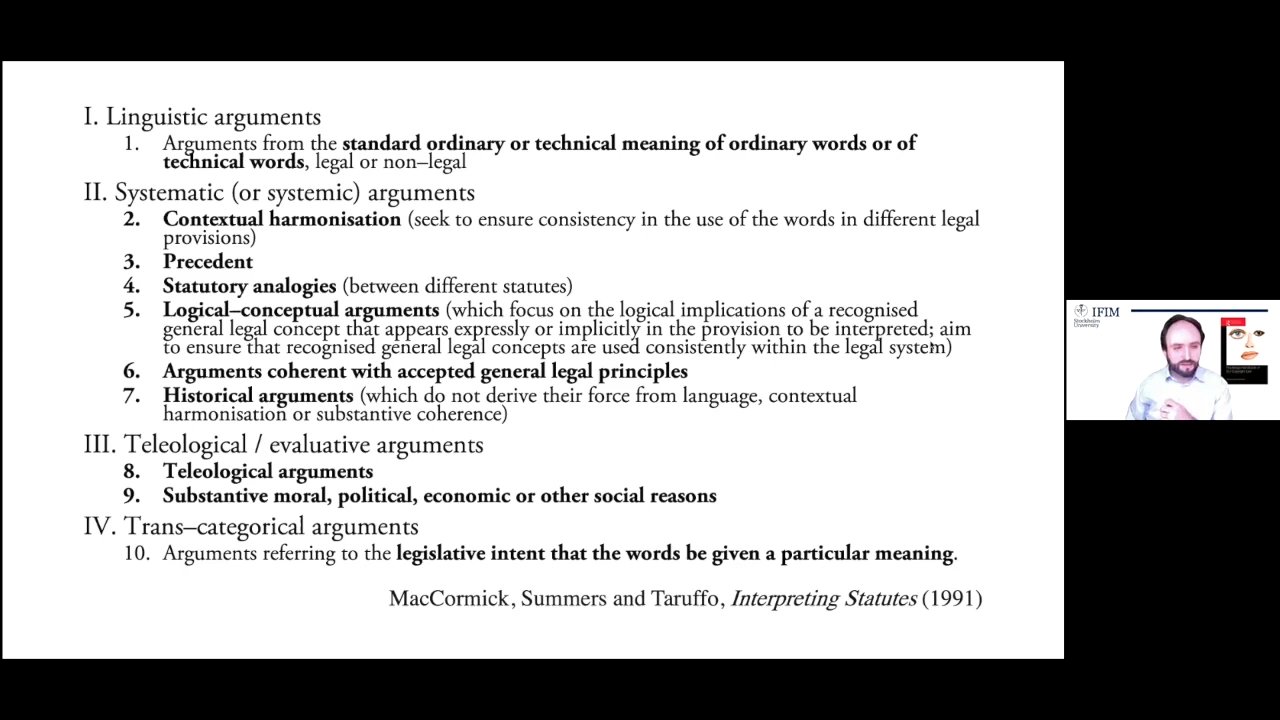 I. Linguistic arguments
1. Arguments from the standard ordinary or technical meaning of ordinary words or of
technical words, legal or non–legal
II. Systematic (or systemic) arguments
2. Contextual harmonisation (seek to ensure consistency in the use of the words in different legal
provisions)
3. Precedent
4. Statutory analogies (between different statutes)
5. Logical–conceptual arguments (which focus on the logical implications of a recognised
general legal concept that appears expressly or implicitly in the provision to be interpreted; aim
to ensure that recognised general legal concepts are used consistently within the legal system)
6. Arguments coherent with accepted general legal principles
7. Historical arguments (which do not derive their force from language, contextual
harmonisation or substantive coherence)
III. Teleological / evaluative arguments
8. Teleological arguments
9. Substantive moral, political, economic or other social reasons
IV. Trans–categorical arguments
10. Arguments referring to the legislative intent that the words be given a particular meaning.
MacCormick, Summers and Taruffo, Interpreting Statutes (1991)
IFIM
Stockholm
University